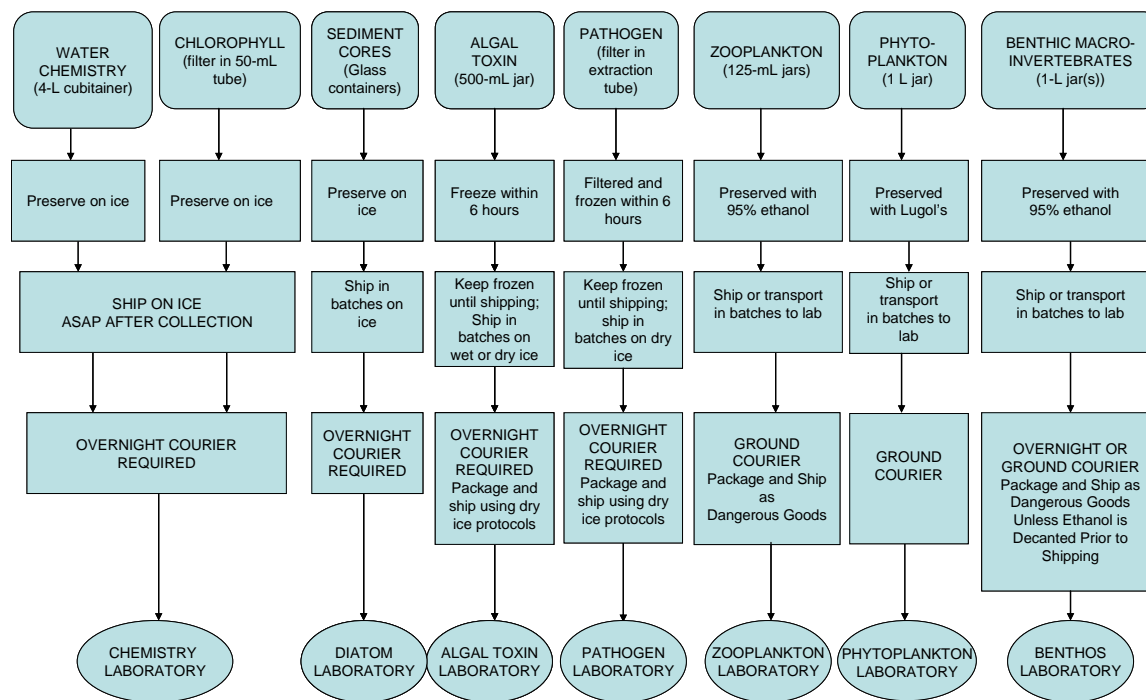 WATER
CHEMISTRY
(4-L cubitainer)
CHLOROPHYLL
(filter in 50-mL
tube)
SEDIMENT
CORES
(Glass
containers)
ALGAL
TOXIN
(500-mL jar)
PATHOGEN
(filter in
extraction
tube)
ZOOPLANKTON
(125-mL jars)
PHYTO-
PLANKTON
(1 L jar)
BENTHIC MACRO-
INVERTEBRATES
(1-L jar(s))
Preserve on ice
Preserve on ice
Preserve on
ice
Freeze within
6 hours
Filtered and
frozen within 6
hours
Preserved with
95% ethanol
Preserved
with Lugol's
Preserved with
95% ethanol
SHIP ON ICE
ASAP AFTER COLLECTION
Ship in
batches on
ice
Keep frozen
until shipping;
Ship in
batches on
wet or dry ice
Keep frozen
until shipping;
ship in
batches on dry
ice
Ship or transport
in batches to lab
Ship or
transport
in batches to
lab
Ship or transport
in batches to lab
OVERNIGHT COURIER
REQUIRED
OVERNIGHT
COURIER
REQUIRED
OVERNIGHT
COURIER
REQUIRED
Package and
ship using dry
ice protocols
OVERNIGHT
COURIER
REQUIRED
Package and
ship using dry
ice protocols
GROUND
COURIER
Package and Ship
as
Dangerous Goods
GROUND
COURIER
OVERNIGHT OR
GROUND COURIER
Package and Ship as
Dangerous Goods
Unless Ethanol is
Decanted Prior to
Shipping
CHEMISTRY
LABORATORY
DIATOM
LABORATORY
ALGAL TOXIN
LABORATORY
PATHOGEN
LABORATORY
ZOOPLANKTON
LABORATORY
PHYTOPLANKTON
LABORATORY
BENTHOS
LABORATORY